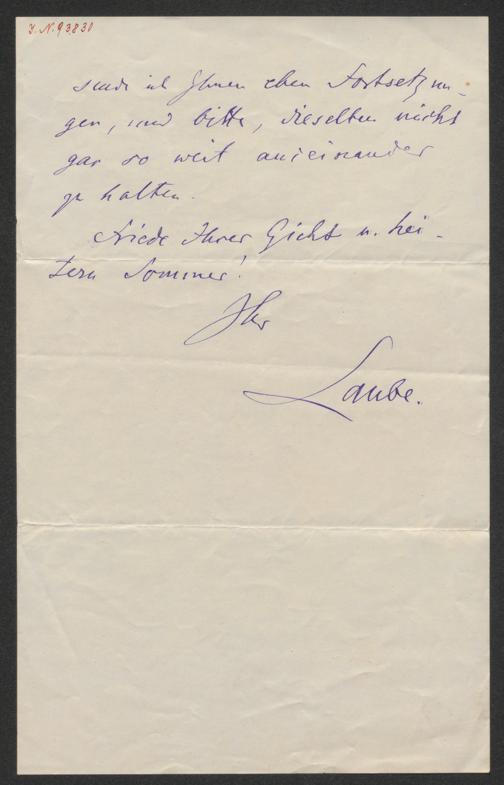 I.N. 93830
sende ich Ihnen eben Fortsetzun-
gen, und bitte, dieselben nicht
gar so weit auseinander
zu halten.
Friede Ihrer Gicht u. hei-
tern Sommer!
Ihr
Laube.